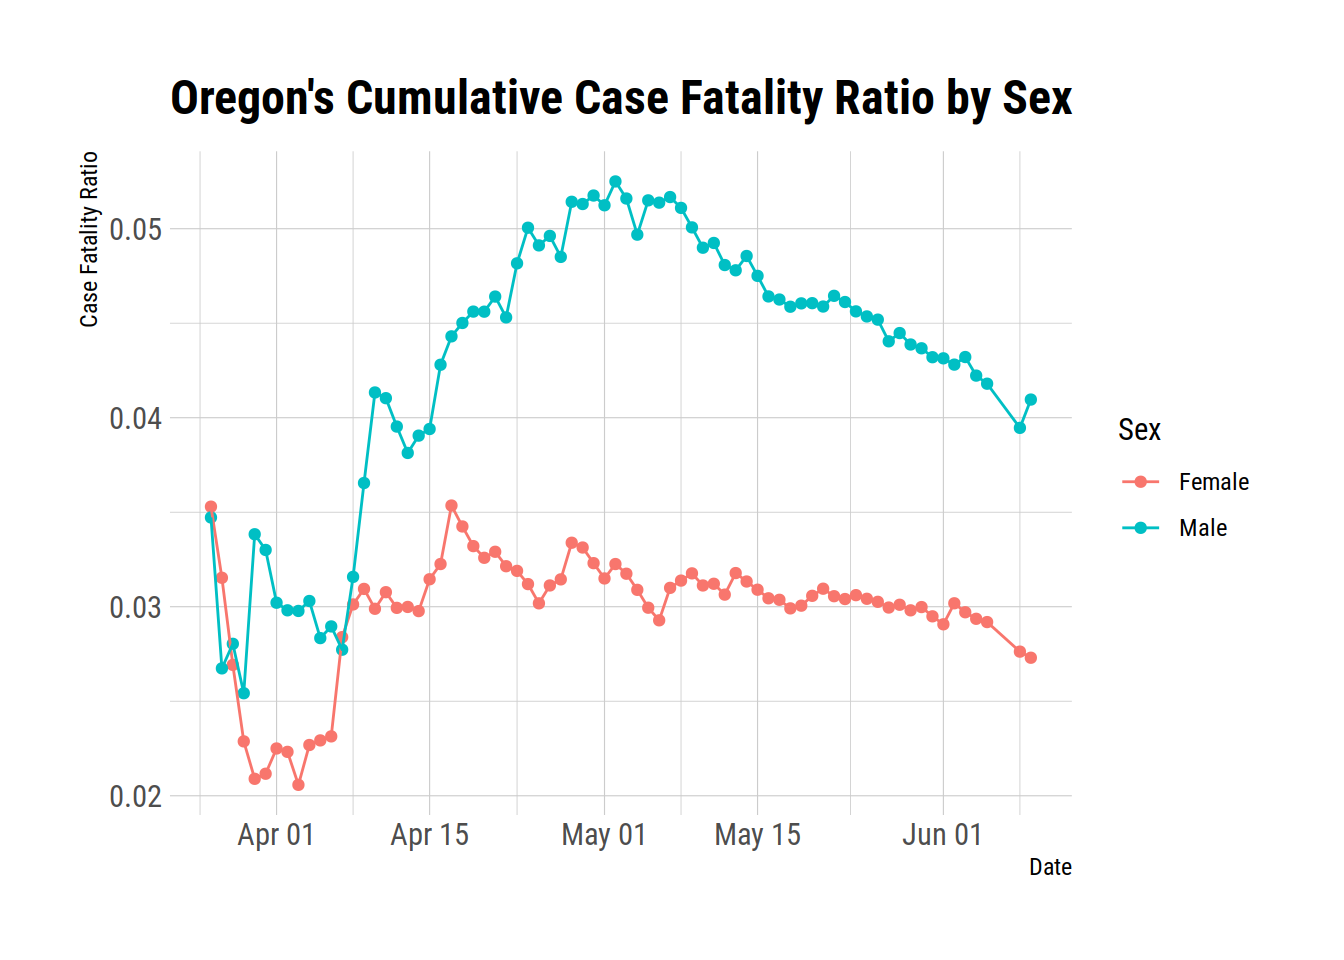 Oregon's Cumulative Case Fatality Ratio by Sex
Case Fatality Ratio
0.05
0.04
0.03
0.02
Apr 01
Apr 15
May 01
May 15
Jun 01
Date
Sex
Female
Male